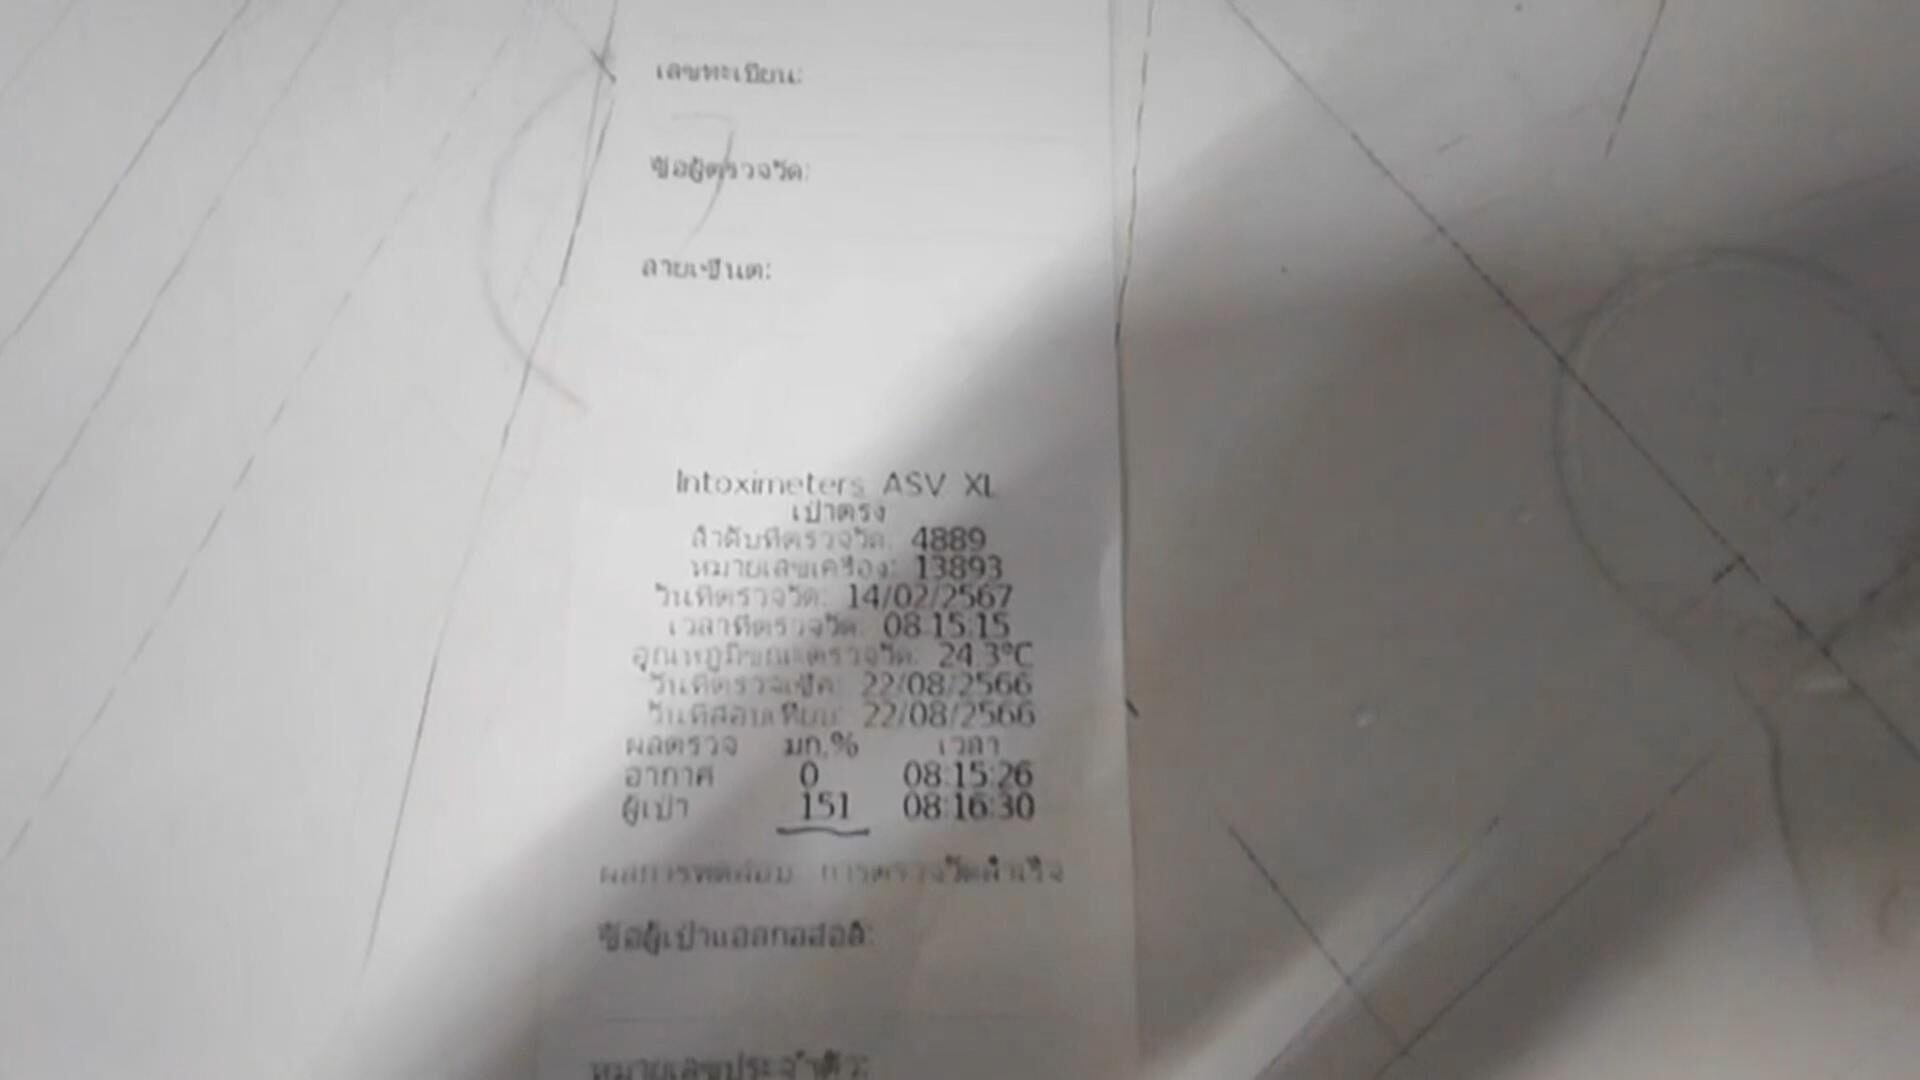 เลขทะเบียน:
ชื่อผู้ตรวจวัด:
ลายเซ็นต:
Intoximeters ASV XL
เป่าตรง
ลำดับที่ตรวจวัด: 4889
หมายเลขเครื่อง: 13893
วันที่ตรวจวัด: 14/02/2567
เวลาที่ตรวจวัด: 08:15:15
อุณหภูมิขณะตรวจวัด: 24.3°C
วันที่ตรวจเช็ค: 22/08/2566
วันที่สอบเทียบ: 22/08/2566
ผลตรวจ มก.% เวลา
อากาศ 0 08:15:26
ผู้เป่า 151 08:16:30
ผลการทดสอบ: การตรวจวัดสำเร็จ
ชื่อผู้เป่าแอลกอฮอล์:
หมายเลขประจำตัว: